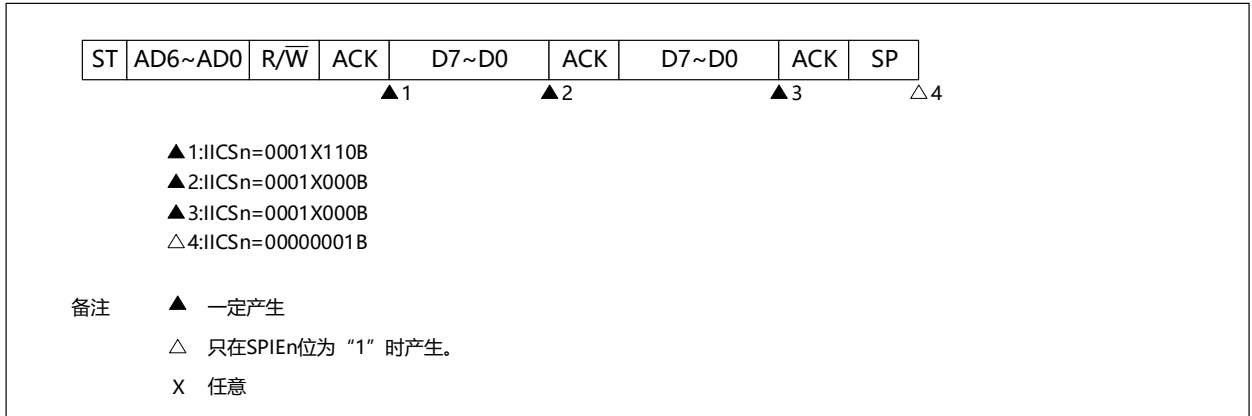 ST AD6~AD0 R/W̅ ACK D7~D0 ACK D7~D0 ACK SP
▲1 ▲2 ▲3 △4
▲1:IICSn=0001X110B
▲2:IICSn=0001X000B
▲3:IICSn=0001X000B
△4:IICSn=00000001B
备注 ▲ 一定产生
△ 只在SPIEn位为“1”时产生。
X 任意